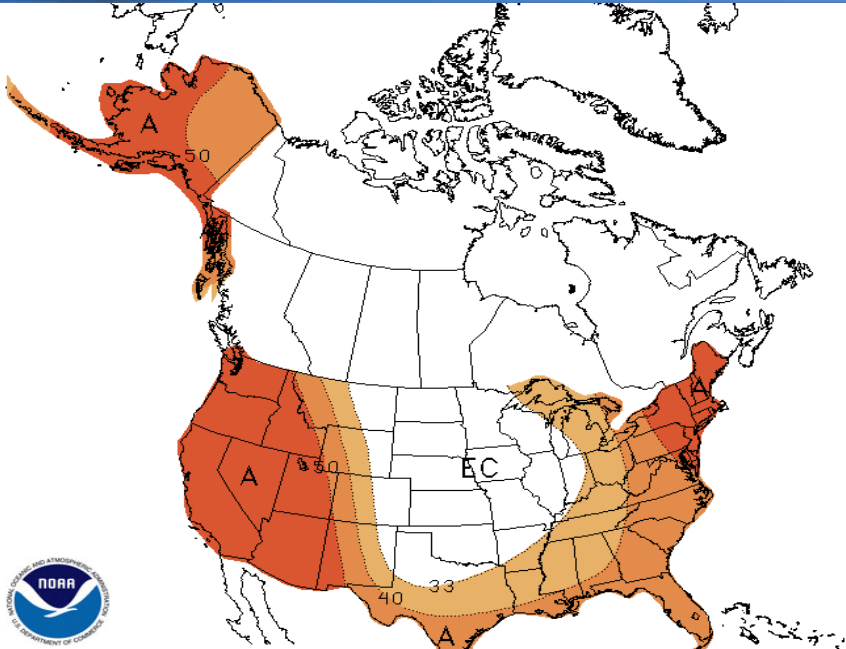 A
50
A
A
50
EC
33
40
A
NATIONAL OCEANIC AND ATMOSPHERIC ADMINISTRATION
NOAA
U.S. DEPARTMENT OF COMMERCE